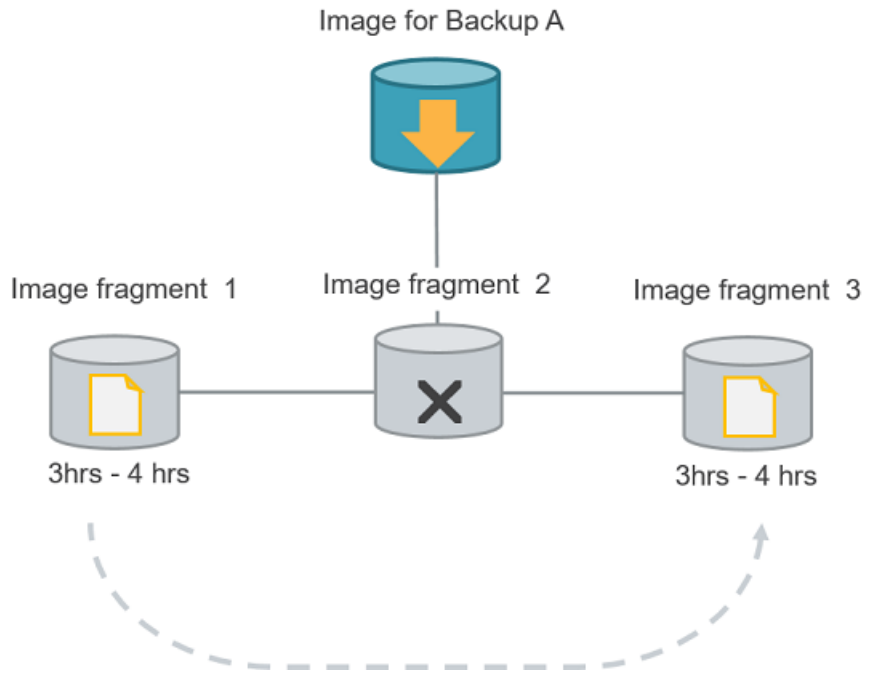 Image for Backup A
Image fragment 1
Image fragment 2
Image fragment 3
3hrs - 4 hrs
3hrs - 4 hrs